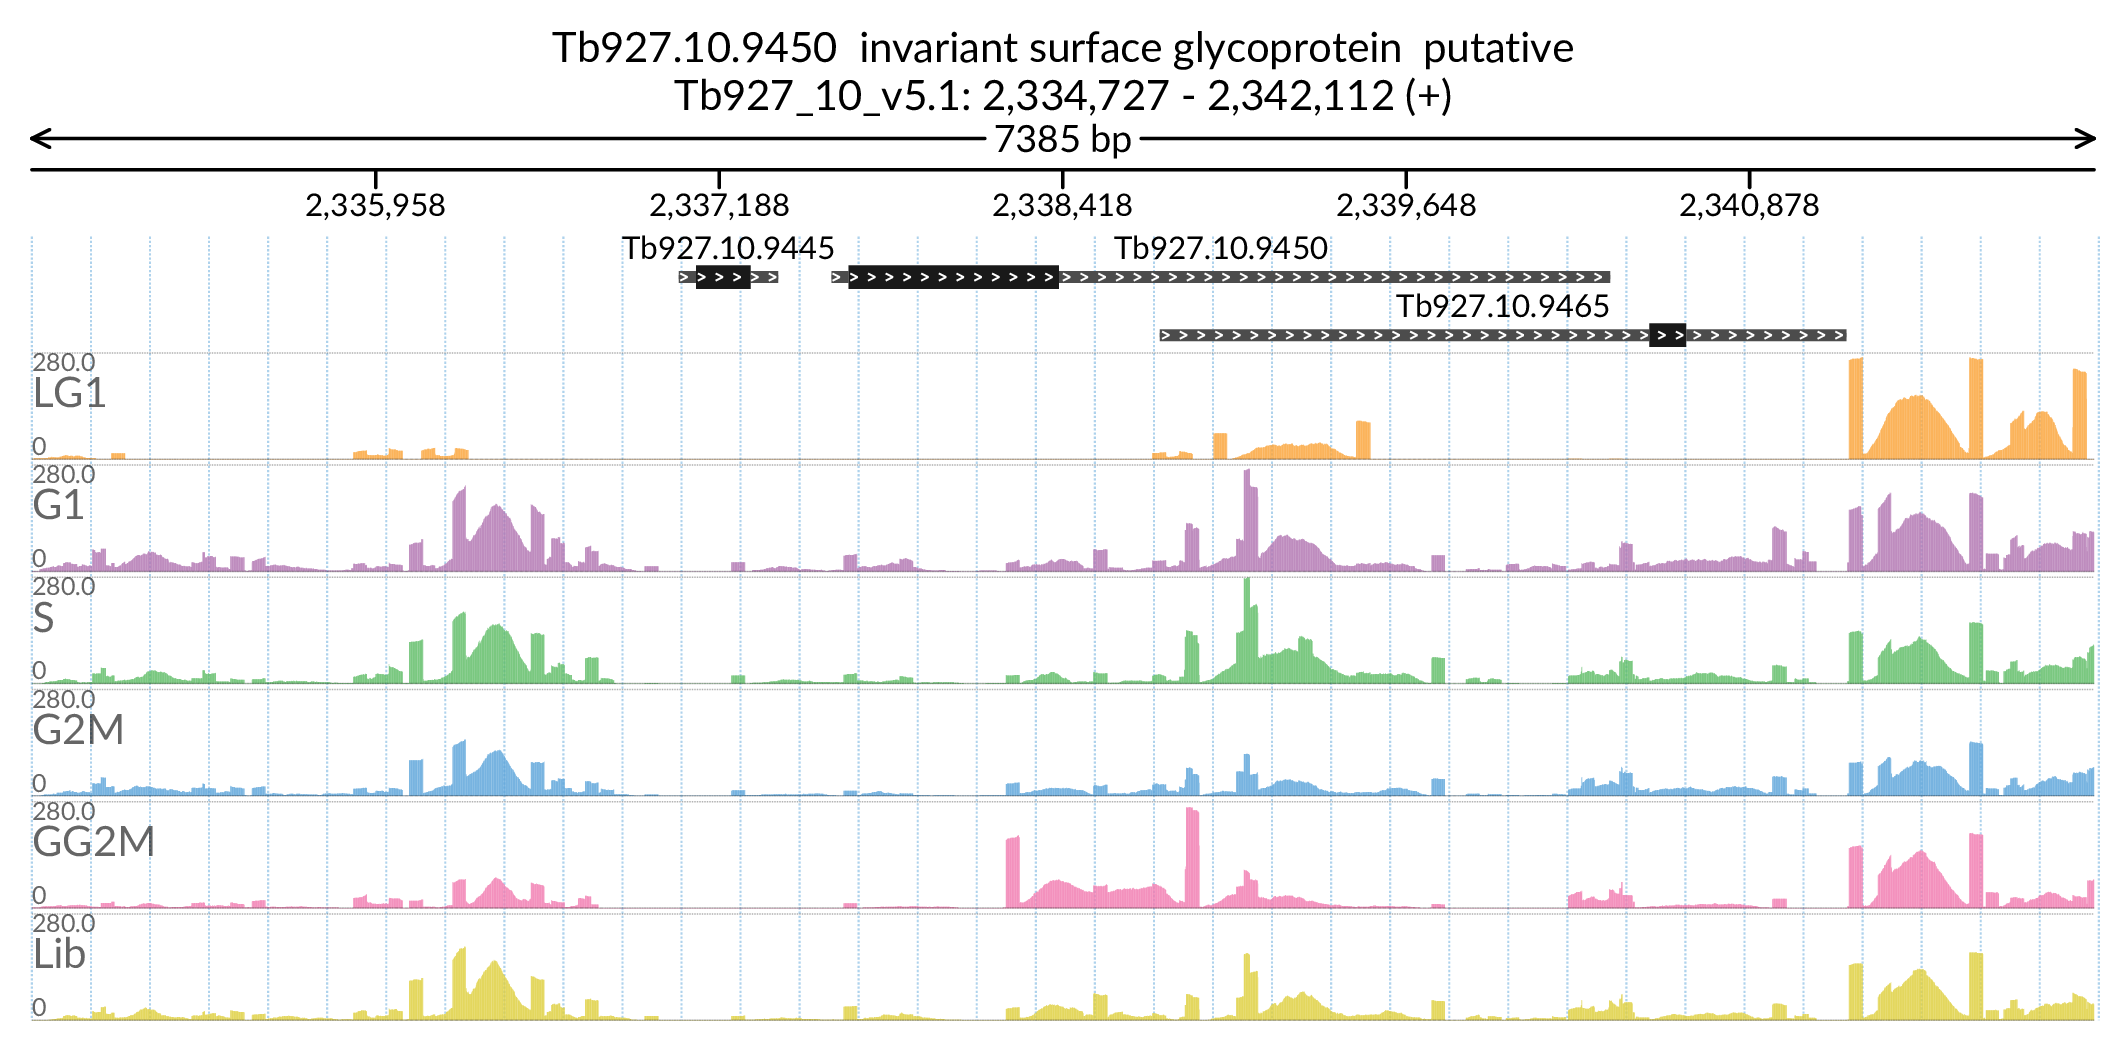 Tb927.10.9450  invariant surface glycoprotein  putative
Tb927_10_v5.1: 2,334,727 - 2,342,112 (+)
7385 bp
2,335,958 2,337,188 2,338,418 2,339,648 2,340,878
Tb927.10.9445 Tb927.10.9450
Tb927.10.9465
280.0
LG1
0
280.0
G1
0
280.0
S
0
280.0
G2M
0
280.0
GG2M
0
280.0
Lib
0